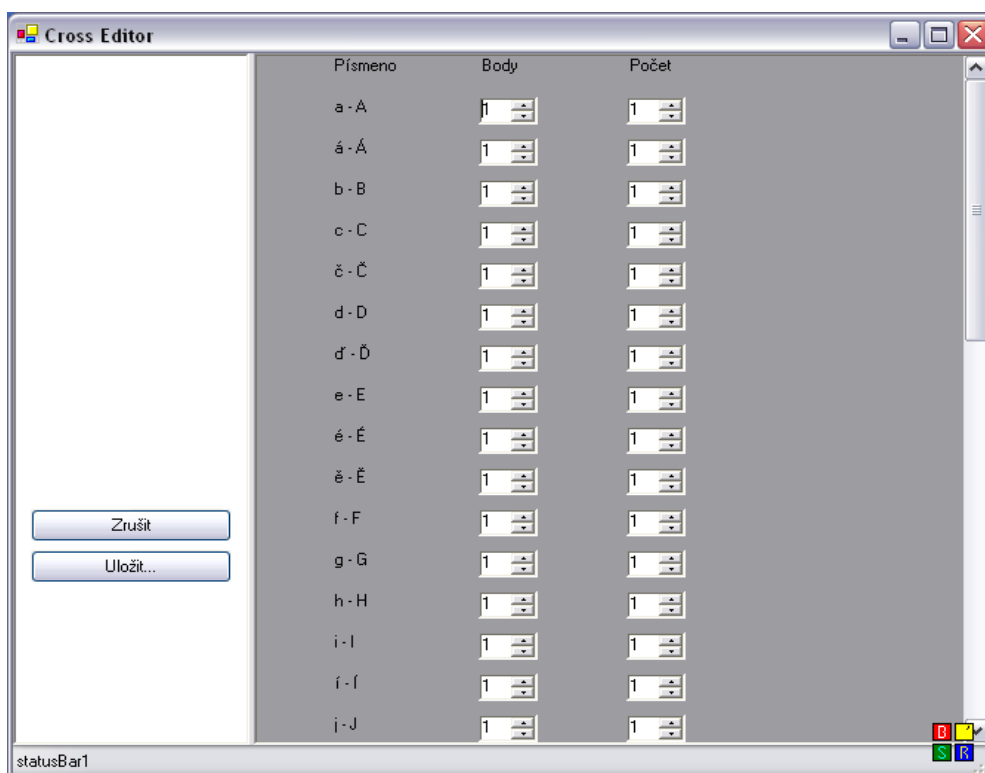 Cross Editor
Písmeno Body Počet
a - A 1 1
á - Á 1 1
b - B 1 1
c - C 1 1
č - Č 1 1
d - D 1 1
ď - Ď 1 1
e - E 1 1
é - É 1 1
ě - Ě 1 1
f - F 1 1
g - G 1 1
h - H 1 1
i - I 1 1
í - Í 1 1
j - J 1 1
Zrušit
Uložit...
statusBar1
B
S R